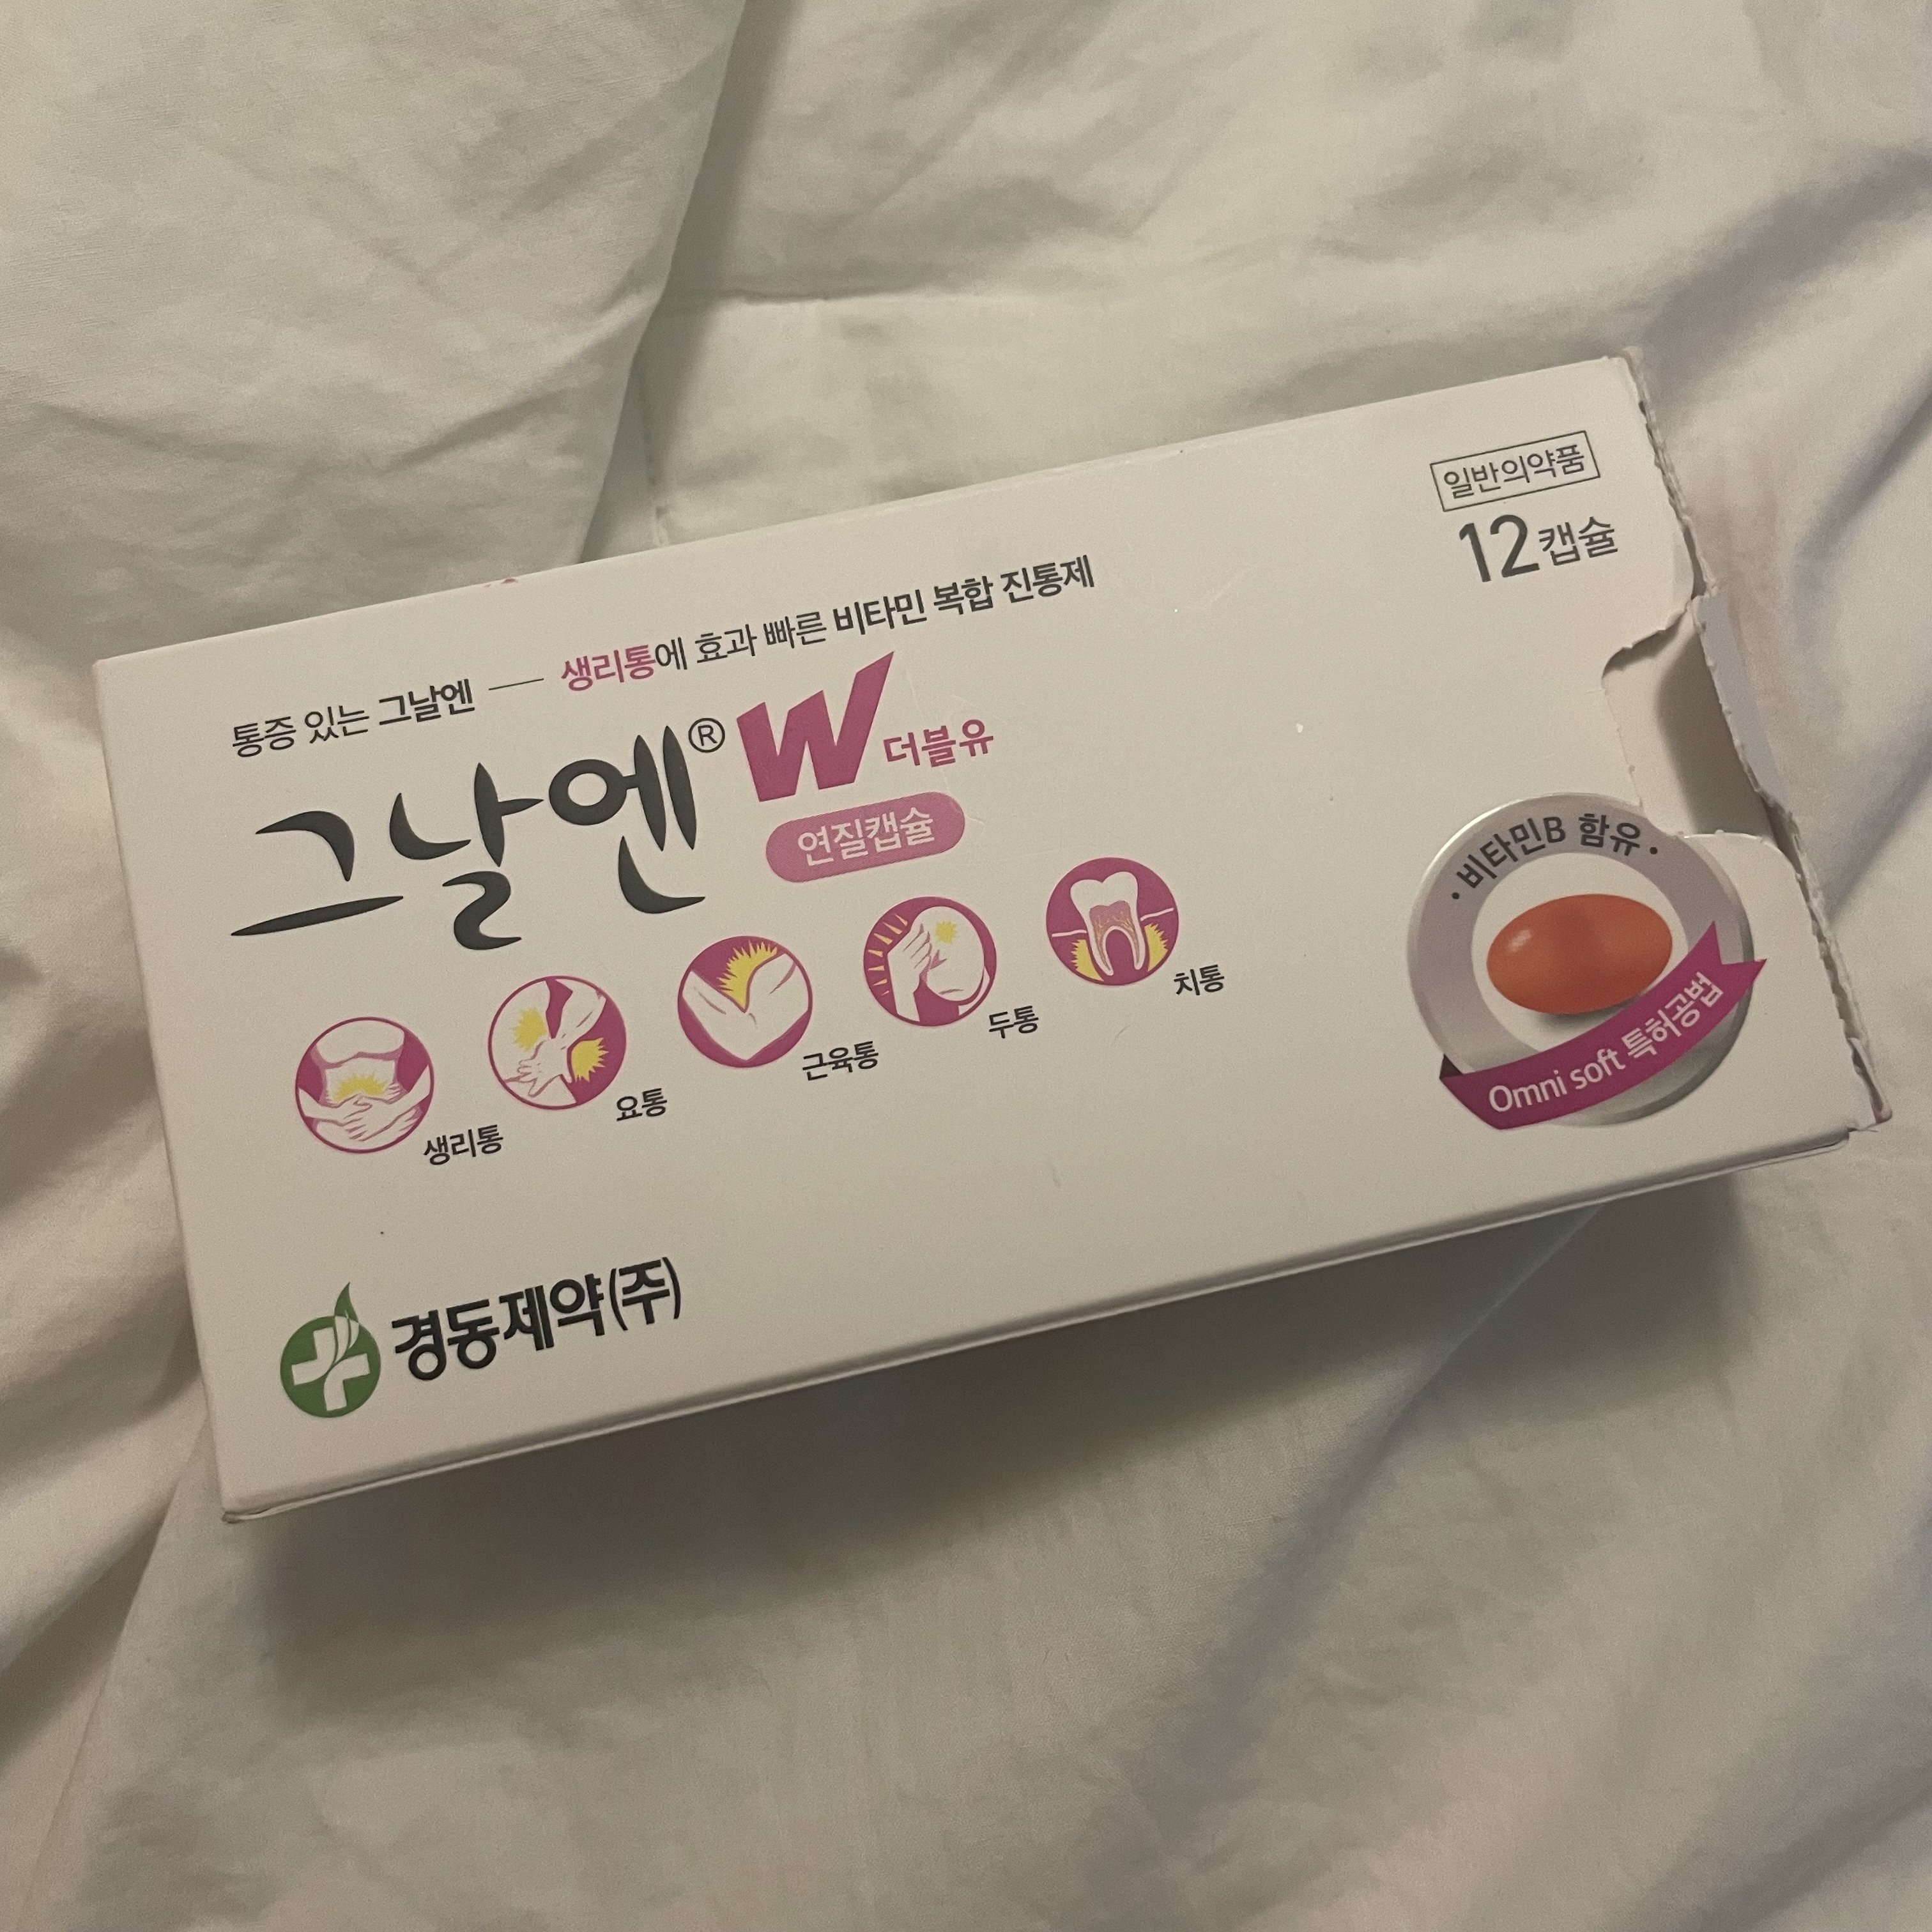 일반의약품
12캡슐
통증 있는 그날엔 — 생리통에 효과 빠른 비타민 복합 진통제
그날엔® W 더블유
연질캡슐
생리통
요통
근육통
두통
치통
• 비타민B 함유 •
Omni soft 특허공법
경동제약(주)